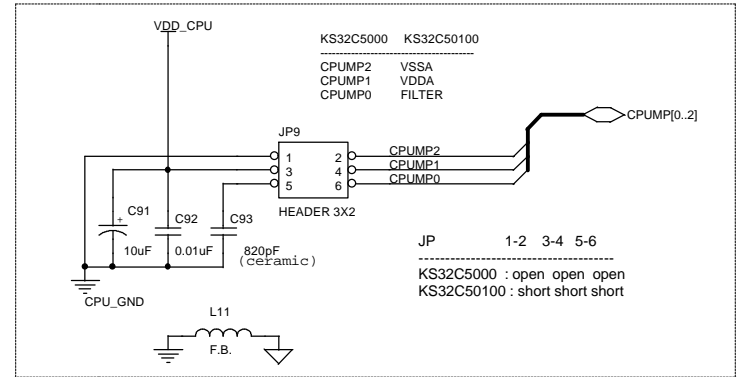 VDD_CPU
KS32C5000 KS32C50100
---------------------------------------
CPUMP2 VSSA
CPUMP1 VDDA
CPUMP0 FILTER
CPUMP[0..2]
JP9
1 2 CPUMP2
3 4 CPUMP1
5 6 CPUMP0
HEADER 3X2
+ C91 C92 C93
10uF 0.01uF 820pF
(ceramic)
CPU_GND
JP 1-2 3-4 5-6
---------------------------------------
KS32C5000 : open open open
KS32C50100 : short short short
L11
F.B.